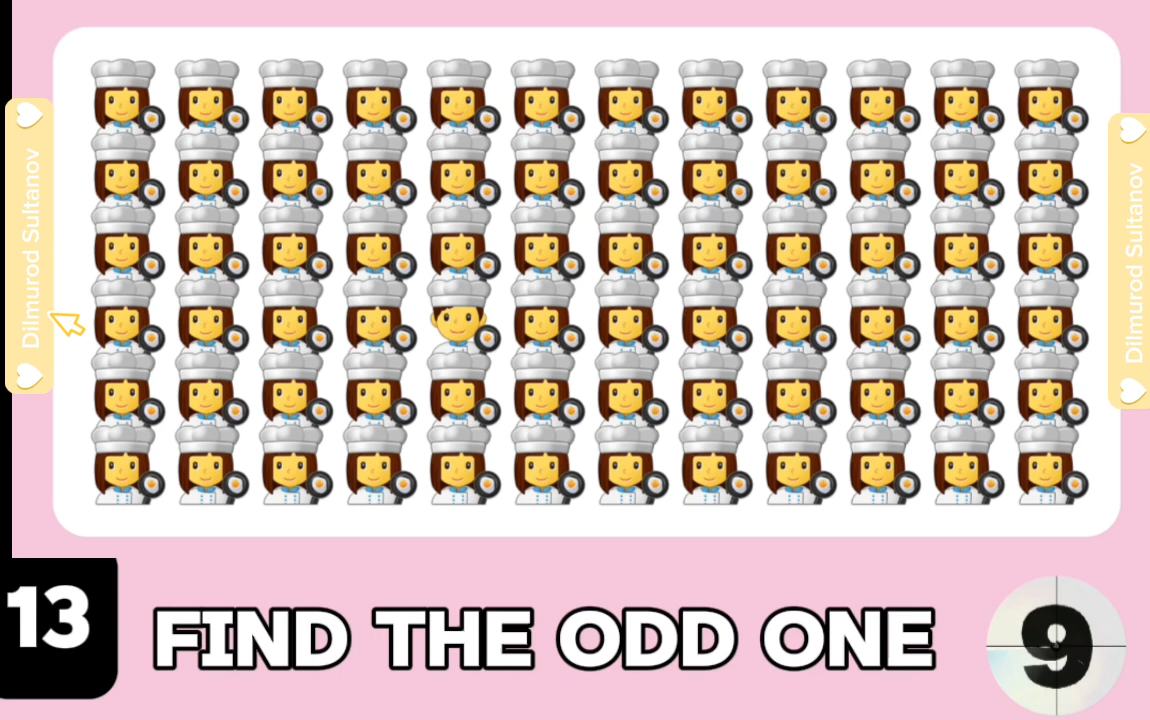 Dilmurod Sultanov
Dilmurod Sultanov
13
FIND THE ODD ONE
9